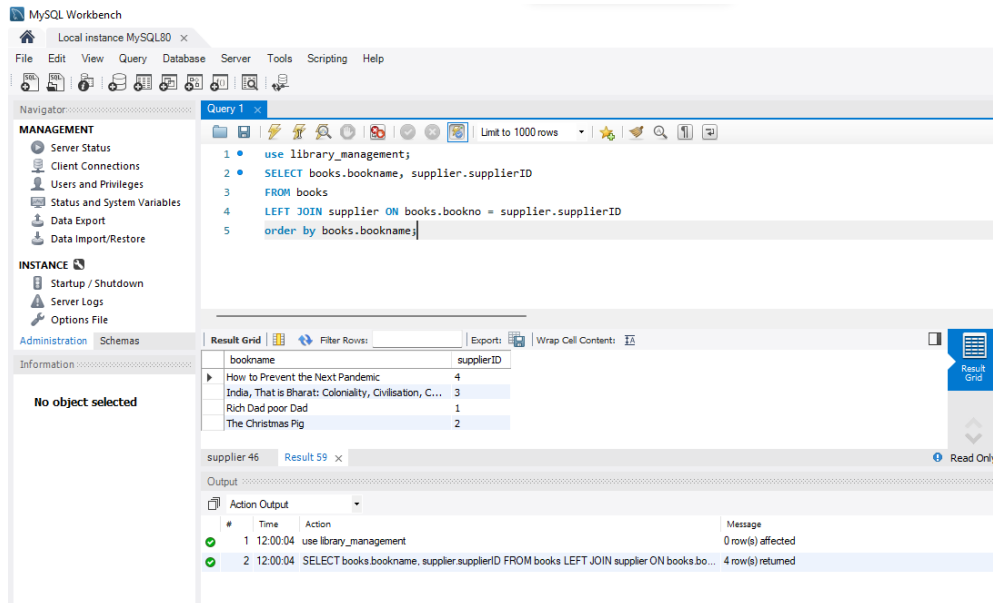 MySQL Workbench
Local instance MySQL80 ×
File Edit View Query Database Server Tools Scripting Help
Navigator
MANAGEMENT
Server Status
Client Connections
Users and Privileges
Status and System Variables
Data Export
Data Import/Restore
INSTANCE
Startup / Shutdown
Server Logs
Options File
Administration Schemas
Information
No object selected
Query 1 ×
Limit to 1000 rows
1 use library_management;
2 SELECT books.bookname, supplier.supplierID
3 FROM books
4 LEFT JOIN supplier ON books.bookno = supplier.supplierID
5 order by books.bookname;
Result Grid Filter Rows: Export: Wrap Cell Content:
bookname supplierID
How to Prevent the Next Pandemic 4
India, That is Bharat: Coloniality, Civilisation, C... 3
Rich Dad poor Dad 1
The Christmas Pig 2
Result
Grid
supplier 46 Result 59 × Read Only
Output
Action Output
# Time Action Message
1 12:00:04 use library_management 0 row(s) affected
2 12:00:04 SELECT books.bookname, supplier.supplierID FROM books LEFT JOIN supplier ON books.bo... 4 row(s) returned